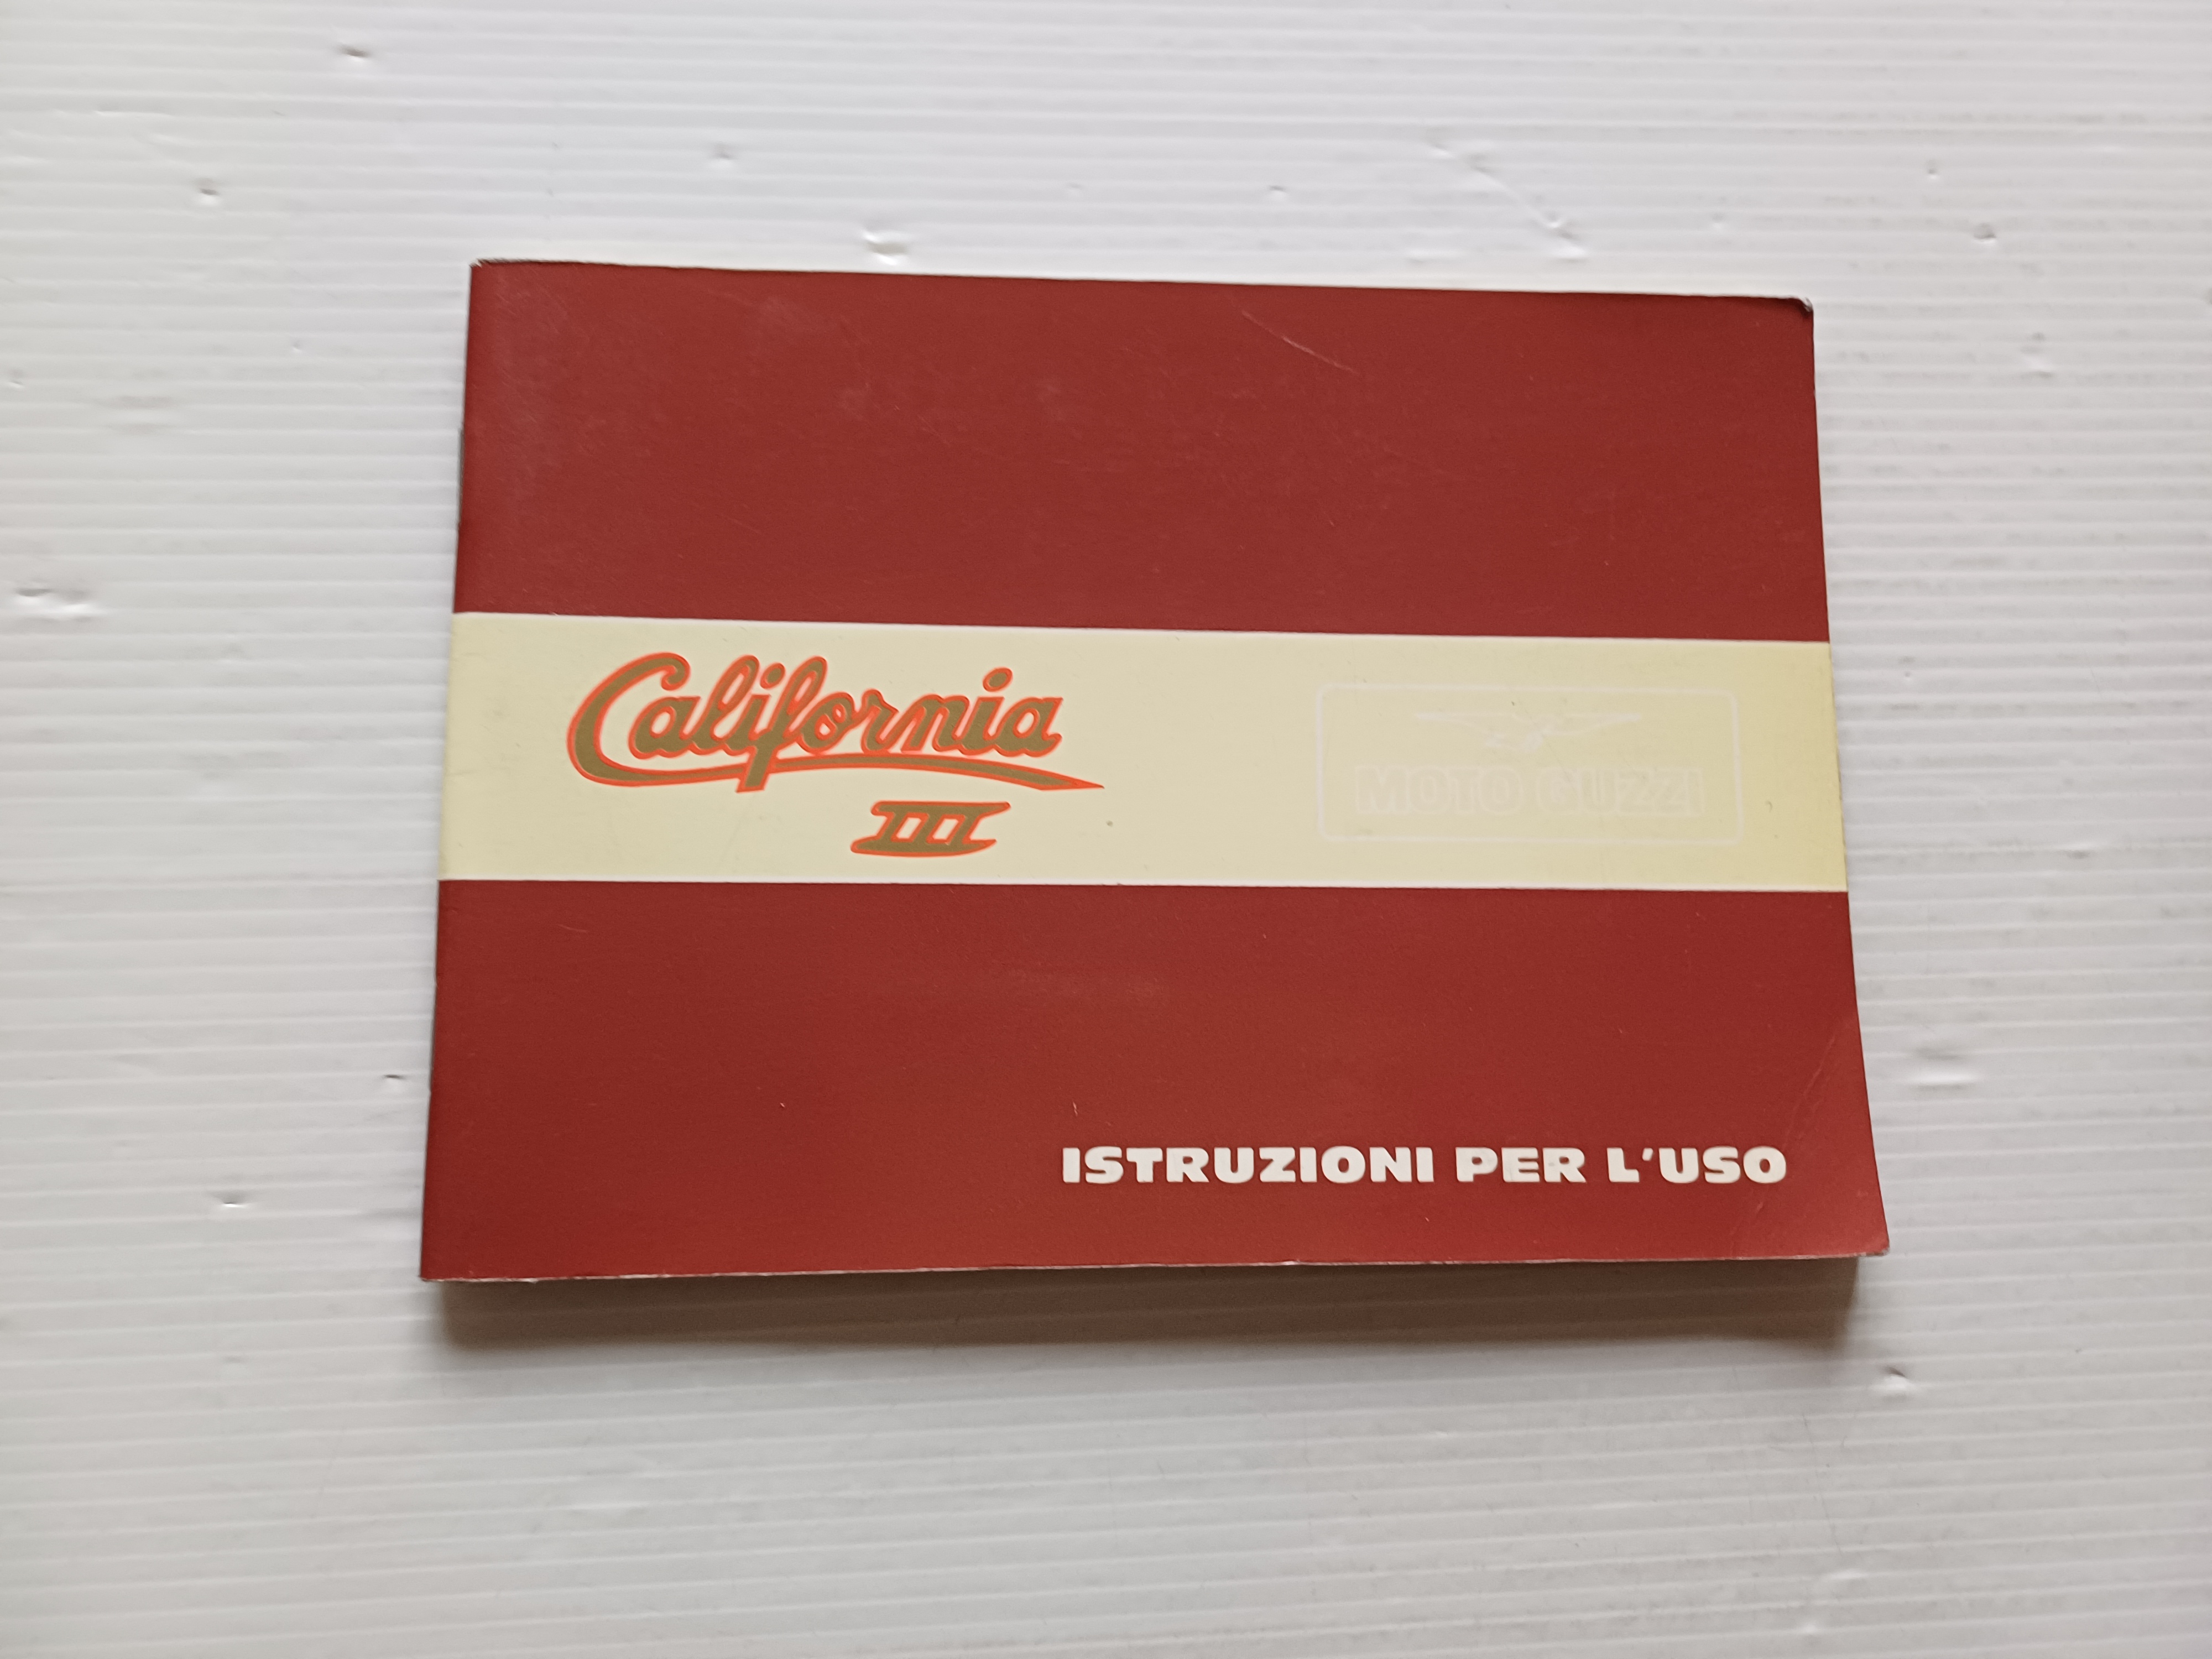 California
III
MOTO GUZZI
ISTRUZIONI PER L'USO